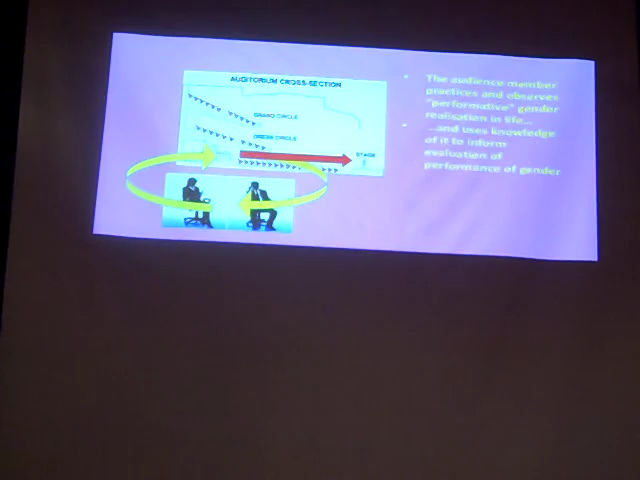 AUDITORIUM CROSS-SECTION
GRAND CIRCLE
DRESS CIRCLE
STAGE
• The audience member
practices and observes
"performative" gender
realisation in life...
• ...and uses knowledge
of it to inform
evaluation of
performance of gender